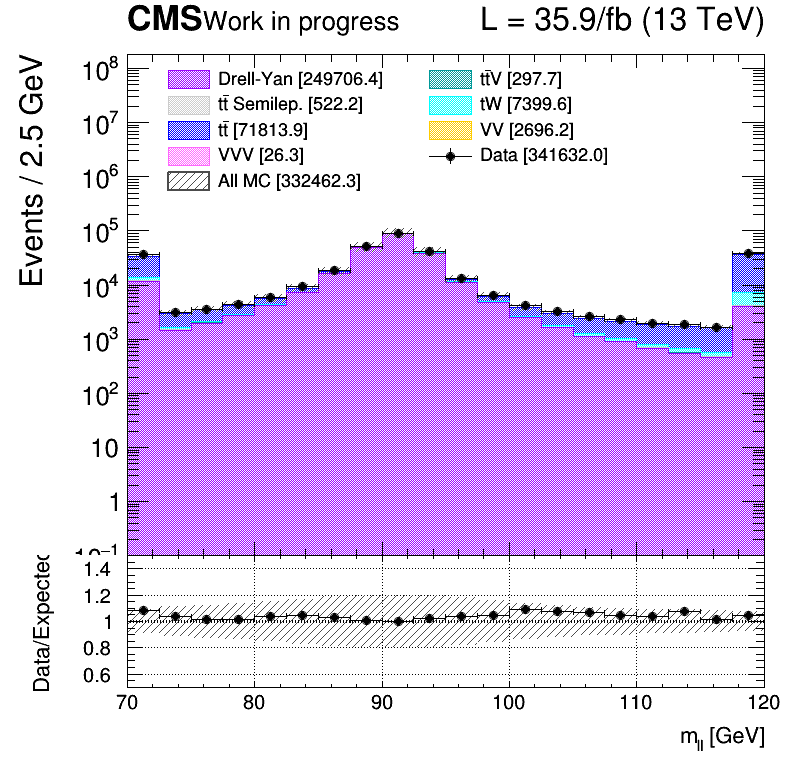 CMS Work in progress L = 35.9/fb (13 TeV)
Events / 2.5 GeV
Drell-Yan [249706.4] tt̄V [297.7]
tt̄ Semilep. [522.2] tW [7399.6]
tt̄ [71813.9] VV [2696.2]
VVV [26.3] Data [341632.0]
All MC [332462.3]
10⁸
10⁷
10⁶
10⁵
10⁴
10³
10²
10
1
10⁻¹
Data/Expected
1.4
1.2
1
0.8
0.6
70 80 90 100 110 120
m_ll [GeV]